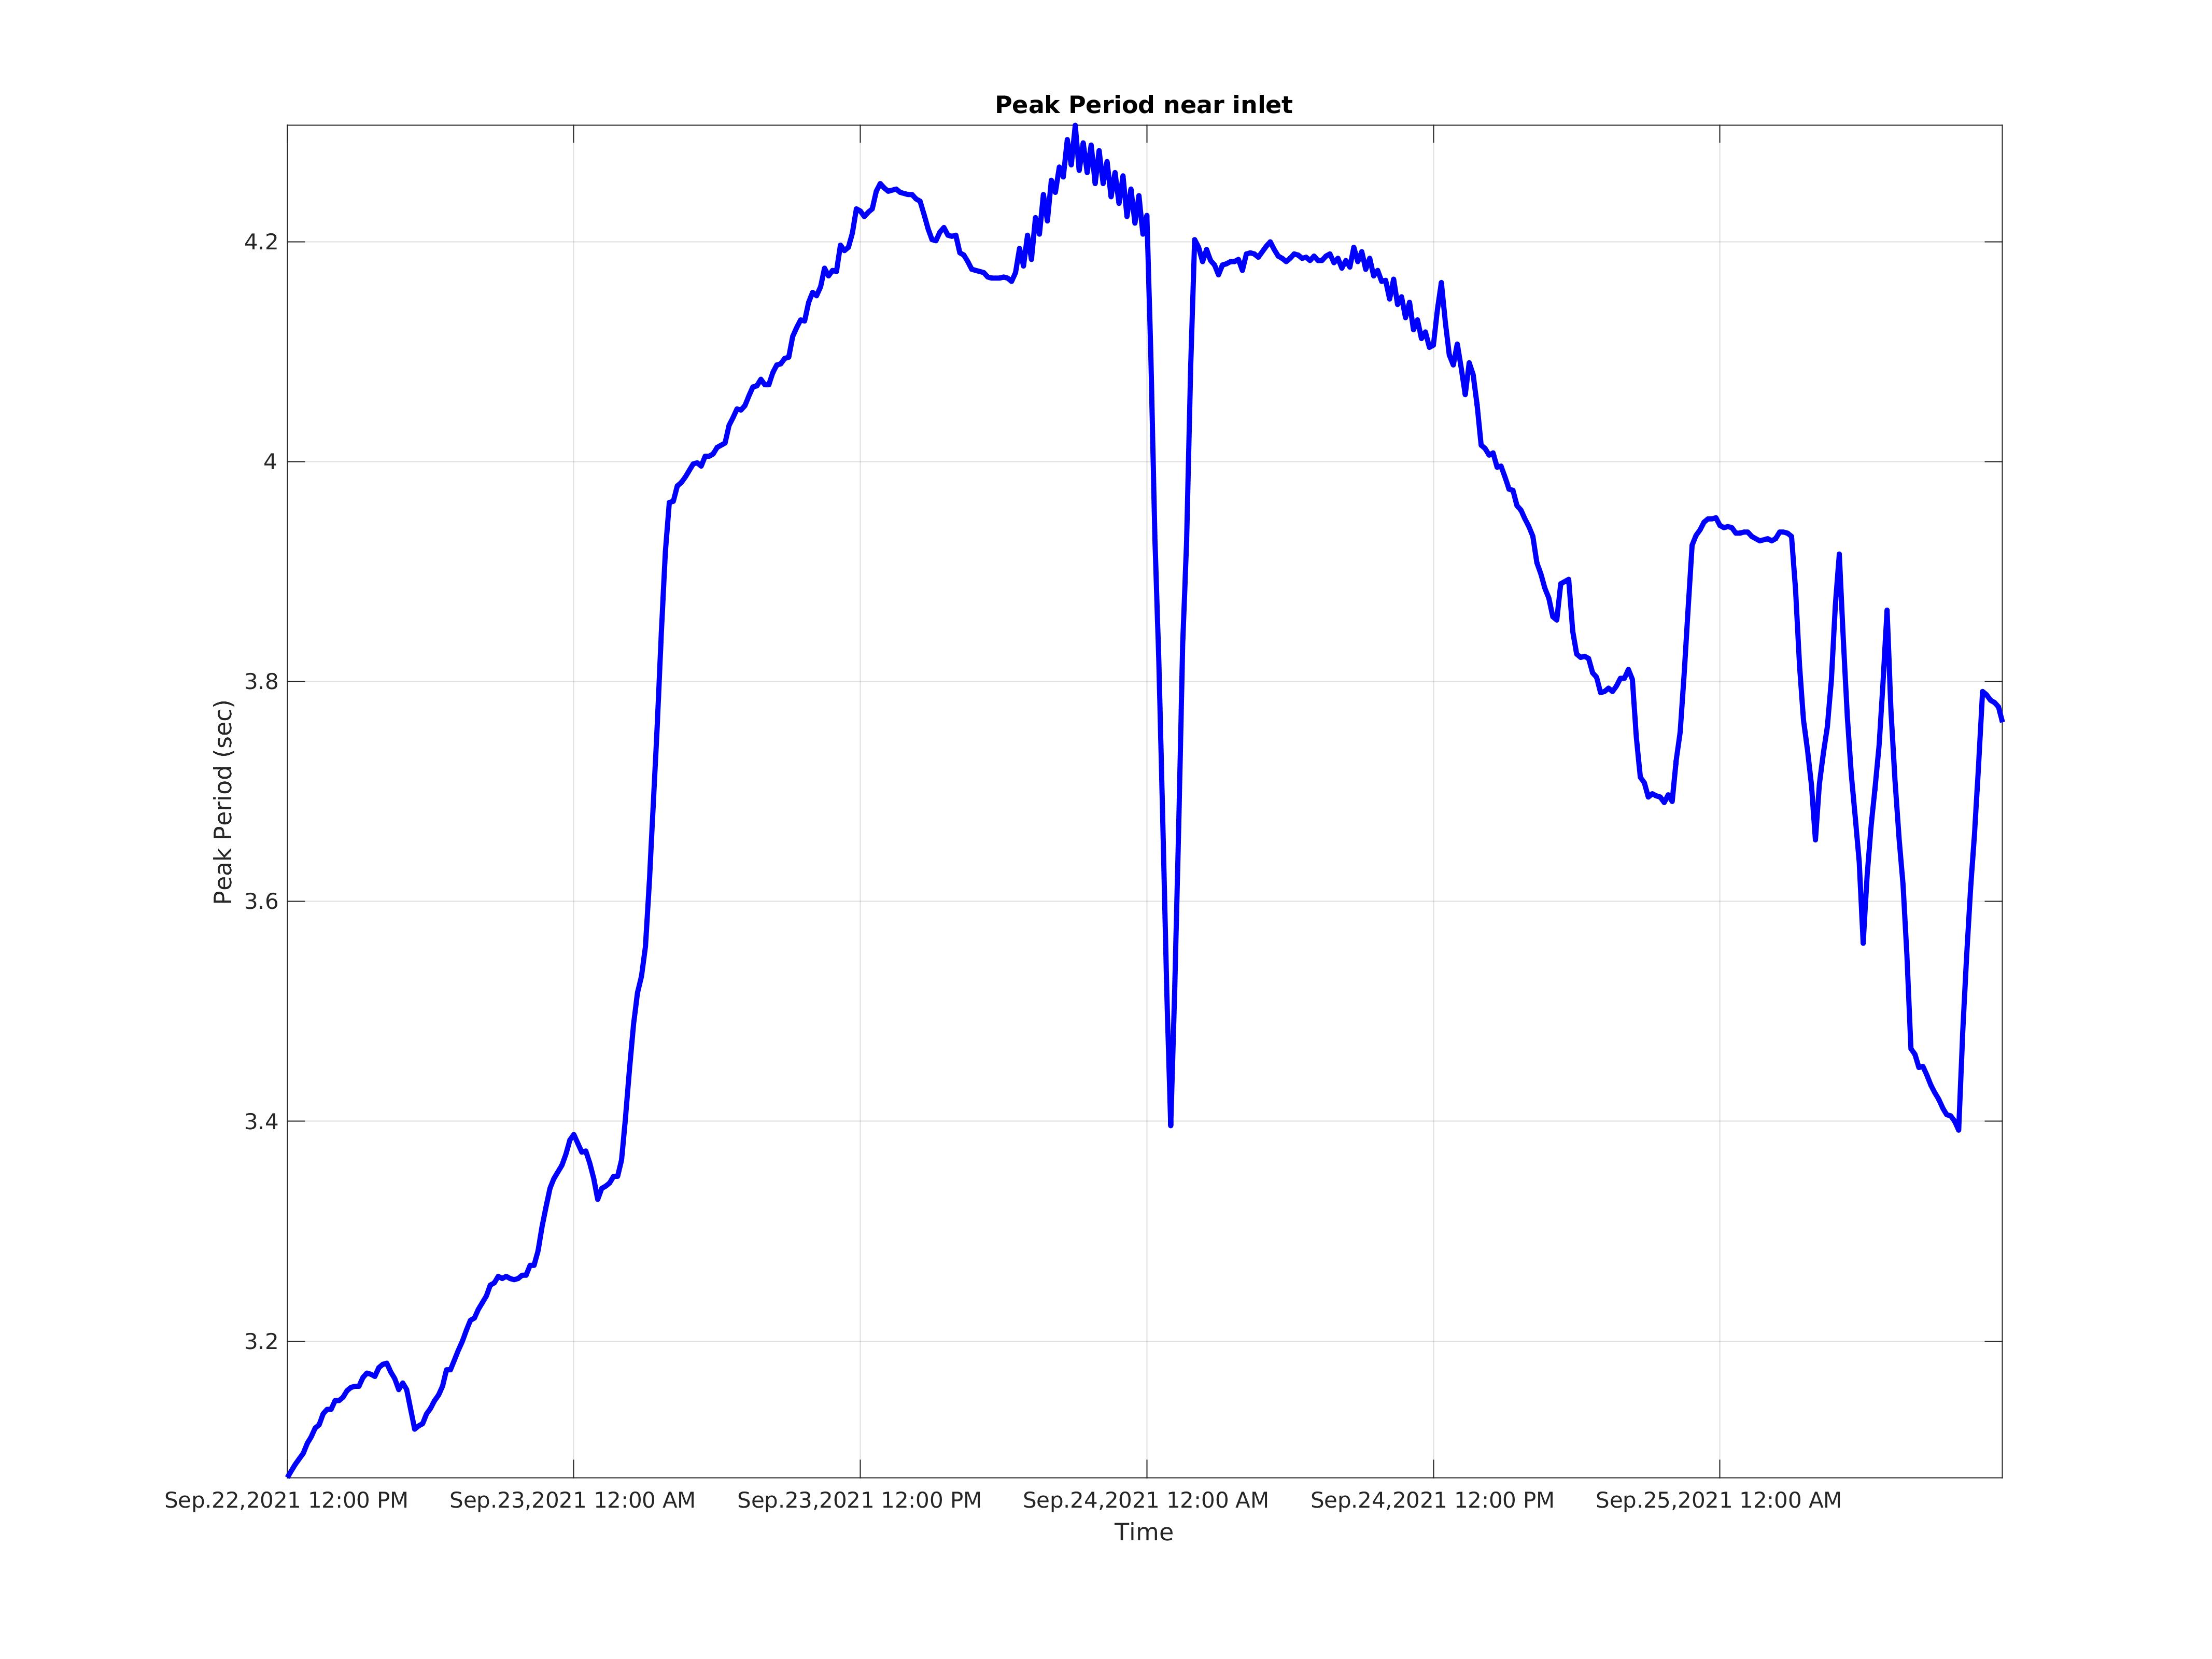 Peak Period near inlet
Peak Period (sec)
4.2
4
3.8
3.6
3.4
3.2
Sep.22,2021 12:00 PM
Sep.23,2021 12:00 AM
Sep.23,2021 12:00 PM
Sep.24,2021 12:00 AM
Sep.24,2021 12:00 PM
Sep.25,2021 12:00 AM
Time